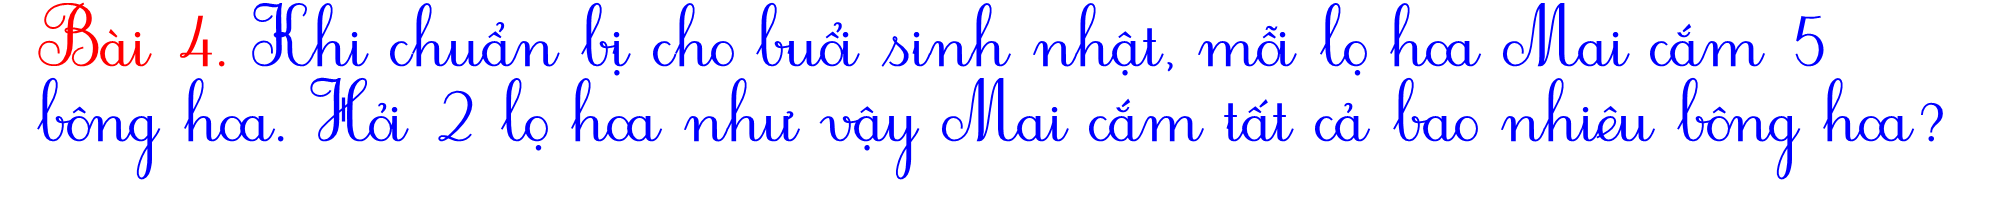 Bài 4. Khi chuẩn bị cho buổi sinh nhật, mỗi lọ hoa Mai cắm 5
bông hoa. Hỏi 2 lọ hoa như vậy Mai cắm tất cả bao nhiêu bông hoa?